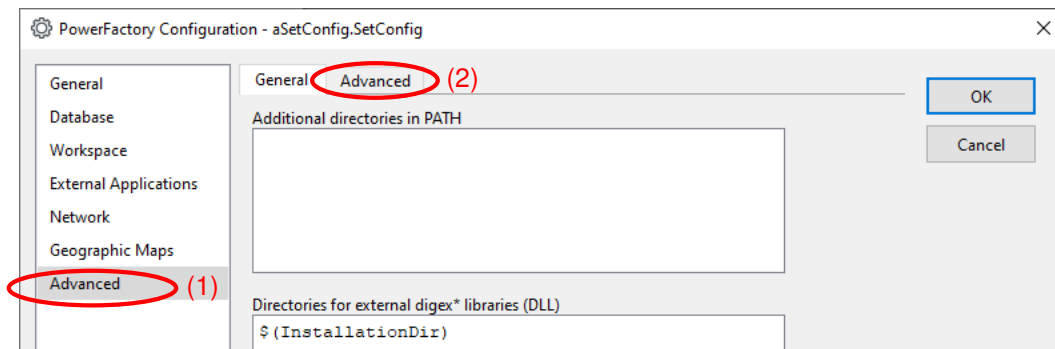 PowerFactory Configuration - aSetConfig.SetConfig
General
Database
Workspace
External Applications
Network
Geographic Maps
Advanced (1)
General Advanced (2)
Additional directories in PATH
Directories for external digex* libraries (DLL)
$(InstallationDir)
OK
Cancel